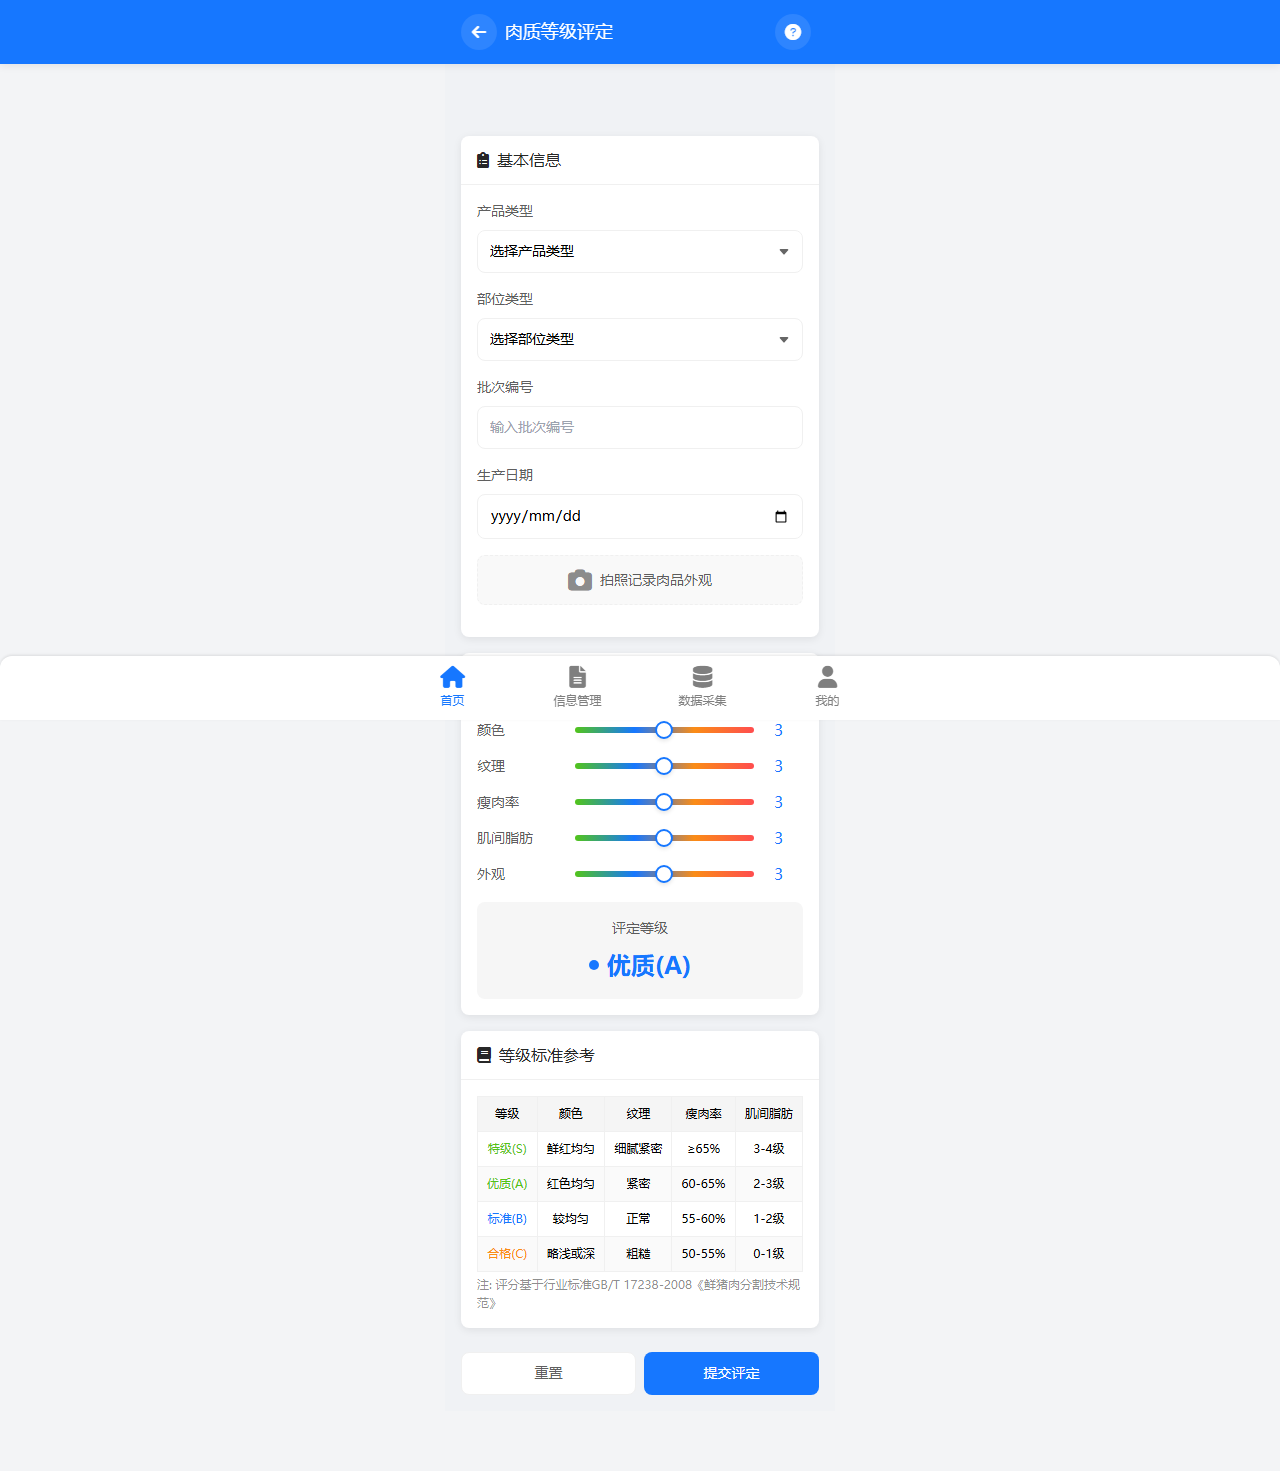 肉质等级评定
基本信息
产品类型
选择产品类型
部位类型
选择部位类型
批次编号
输入批次编号
生产日期
yyyy/mm/dd
拍照记录肉品外观
首页 信息管理 数据采集 我的
颜色 3
纹理 3
瘦肉率 3
肌间脂肪 3
外观 3
评定等级
优质(A)
等级标准参考
等级 颜色 纹理 瘦肉率 肌间脂肪
特级(S) 鲜红均匀 细腻紧密 ≥65% 3-4级
优质(A) 红色均匀 紧密 60-65% 2-3级
标准(B) 较均匀 正常 55-60% 1-2级
合格(C) 略浅或深 粗糙 50-55% 0-1级
注: 评分基于行业标准GB/T 17238-2008《鲜猪肉分割技术规
范》
重置 提交评定